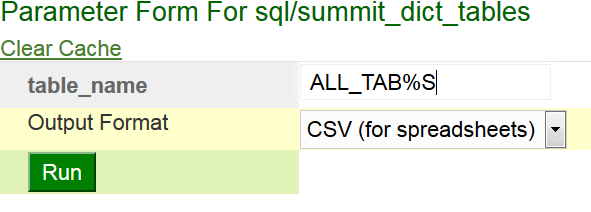 Parameter Form For sql/summit_dict_tables
Clear Cache
table_name ALL_TAB%S
Output Format CSV (for spreadsheets)
Run